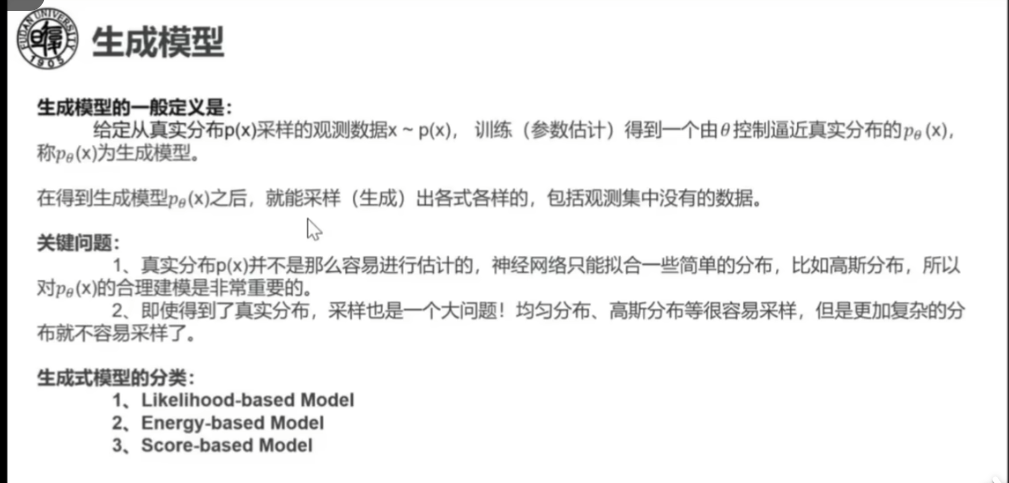 FUDAN UNIVERSITY
1905
生成模型
生成模型的一般定义是：
给定从真实分布p(x)采样的观测数据x ~ p(x)， 训练（参数估计）得到一个由θ控制逼近真实分布的pθ(x)，
称pθ(x)为生成模型。
在得到生成模型pθ(x)之后，就能采样（生成）出各式各样的，包括观测集中没有的数据。
关键问题：
1、真实分布p(x)并不是那么容易进行估计的，神经网络只能拟合一些简单的分布，比如高斯分布，所以
对pθ(x)的合理建模是非常重要的。
2、即使得到了真实分布，采样也是一个大问题！均匀分布、高斯分布等很容易采样，但是更加复杂的分
布就不容易采样了。
生成式模型的分类：
1、Likelihood-based Model
2、Energy-based Model
3、Score-based Model